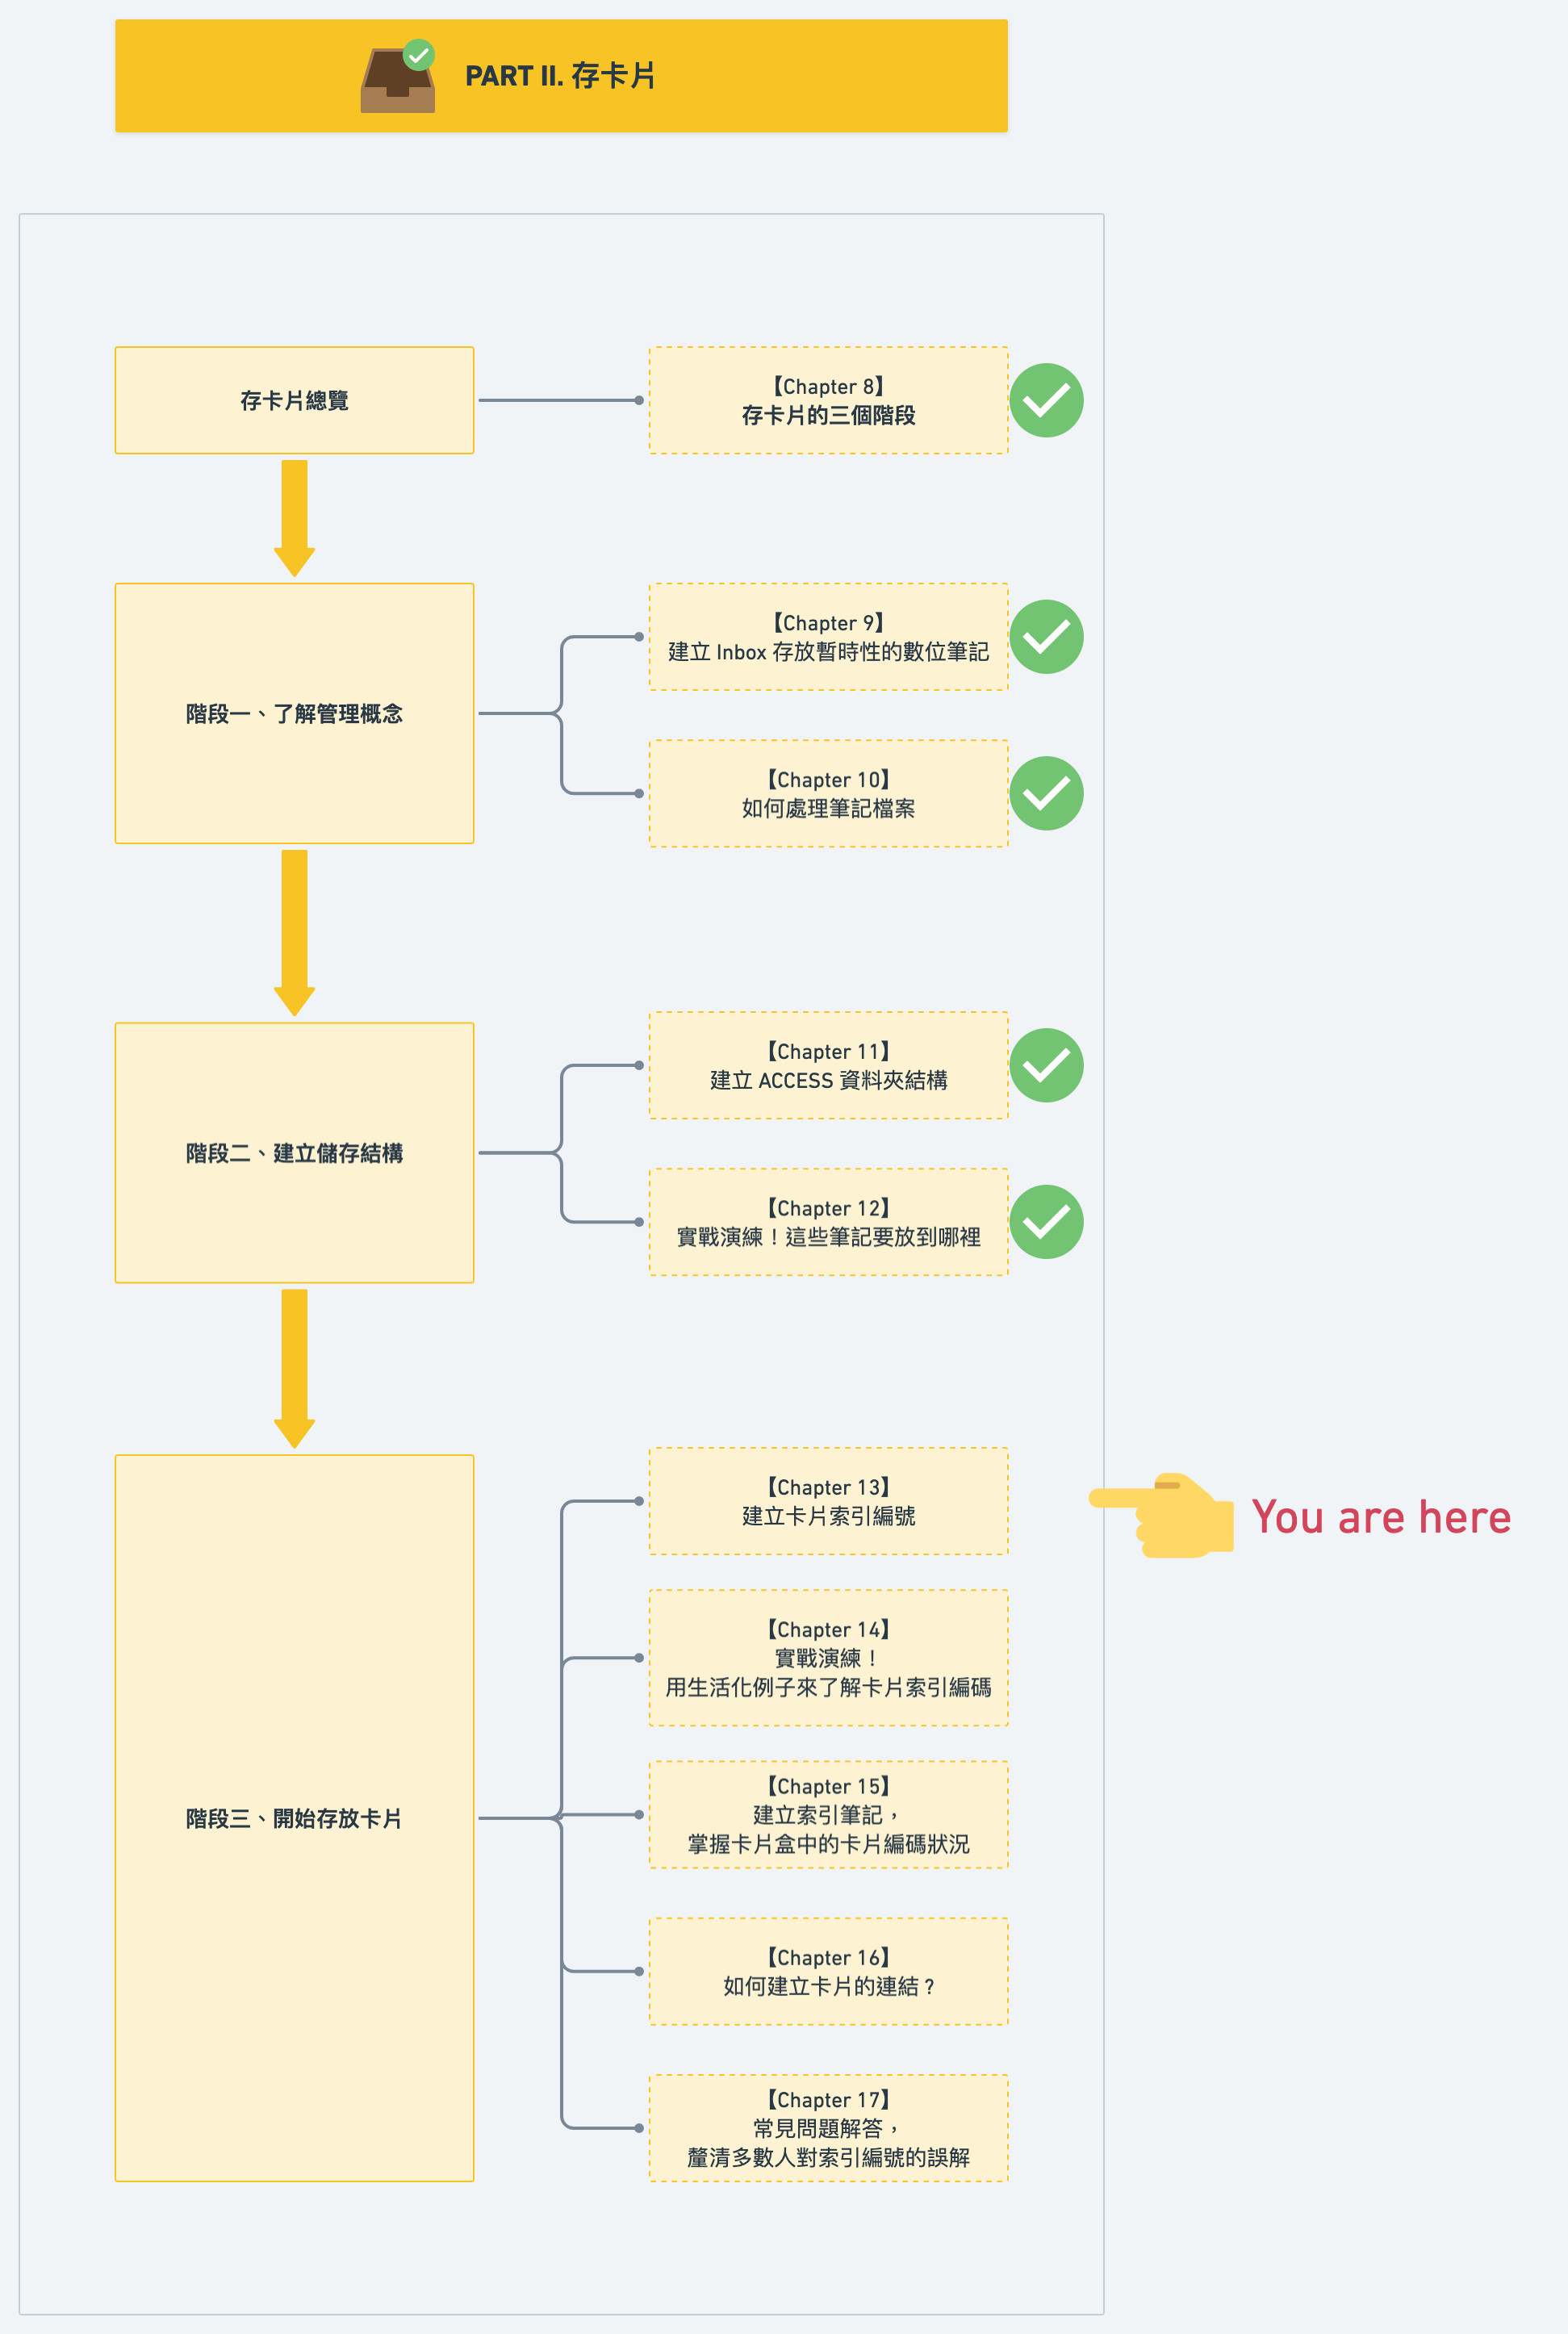 PART II. 存卡片
存卡片總覽
【Chapter 8】
存卡片的三個階段
階段一、了解管理概念
【Chapter 9】
建立 Inbox 存放暫時性的數位筆記
【Chapter 10】
如何處理筆記檔案
階段二、建立儲存結構
【Chapter 11】
建立 ACCESS 資料夾結構
【Chapter 12】
實戰演練！這些筆記要放到哪裡
階段三、開始存放卡片
【Chapter 13】
建立卡片索引編號
You are here
【Chapter 14】
實戰演練！
用生活化例子來了解卡片索引編碼
【Chapter 15】
建立索引筆記，
掌握卡片盒中的卡片編碼狀況
【Chapter 16】
如何建立卡片的連結？
【Chapter 17】
常見問題解答，
釐清多數人對索引編號的誤解